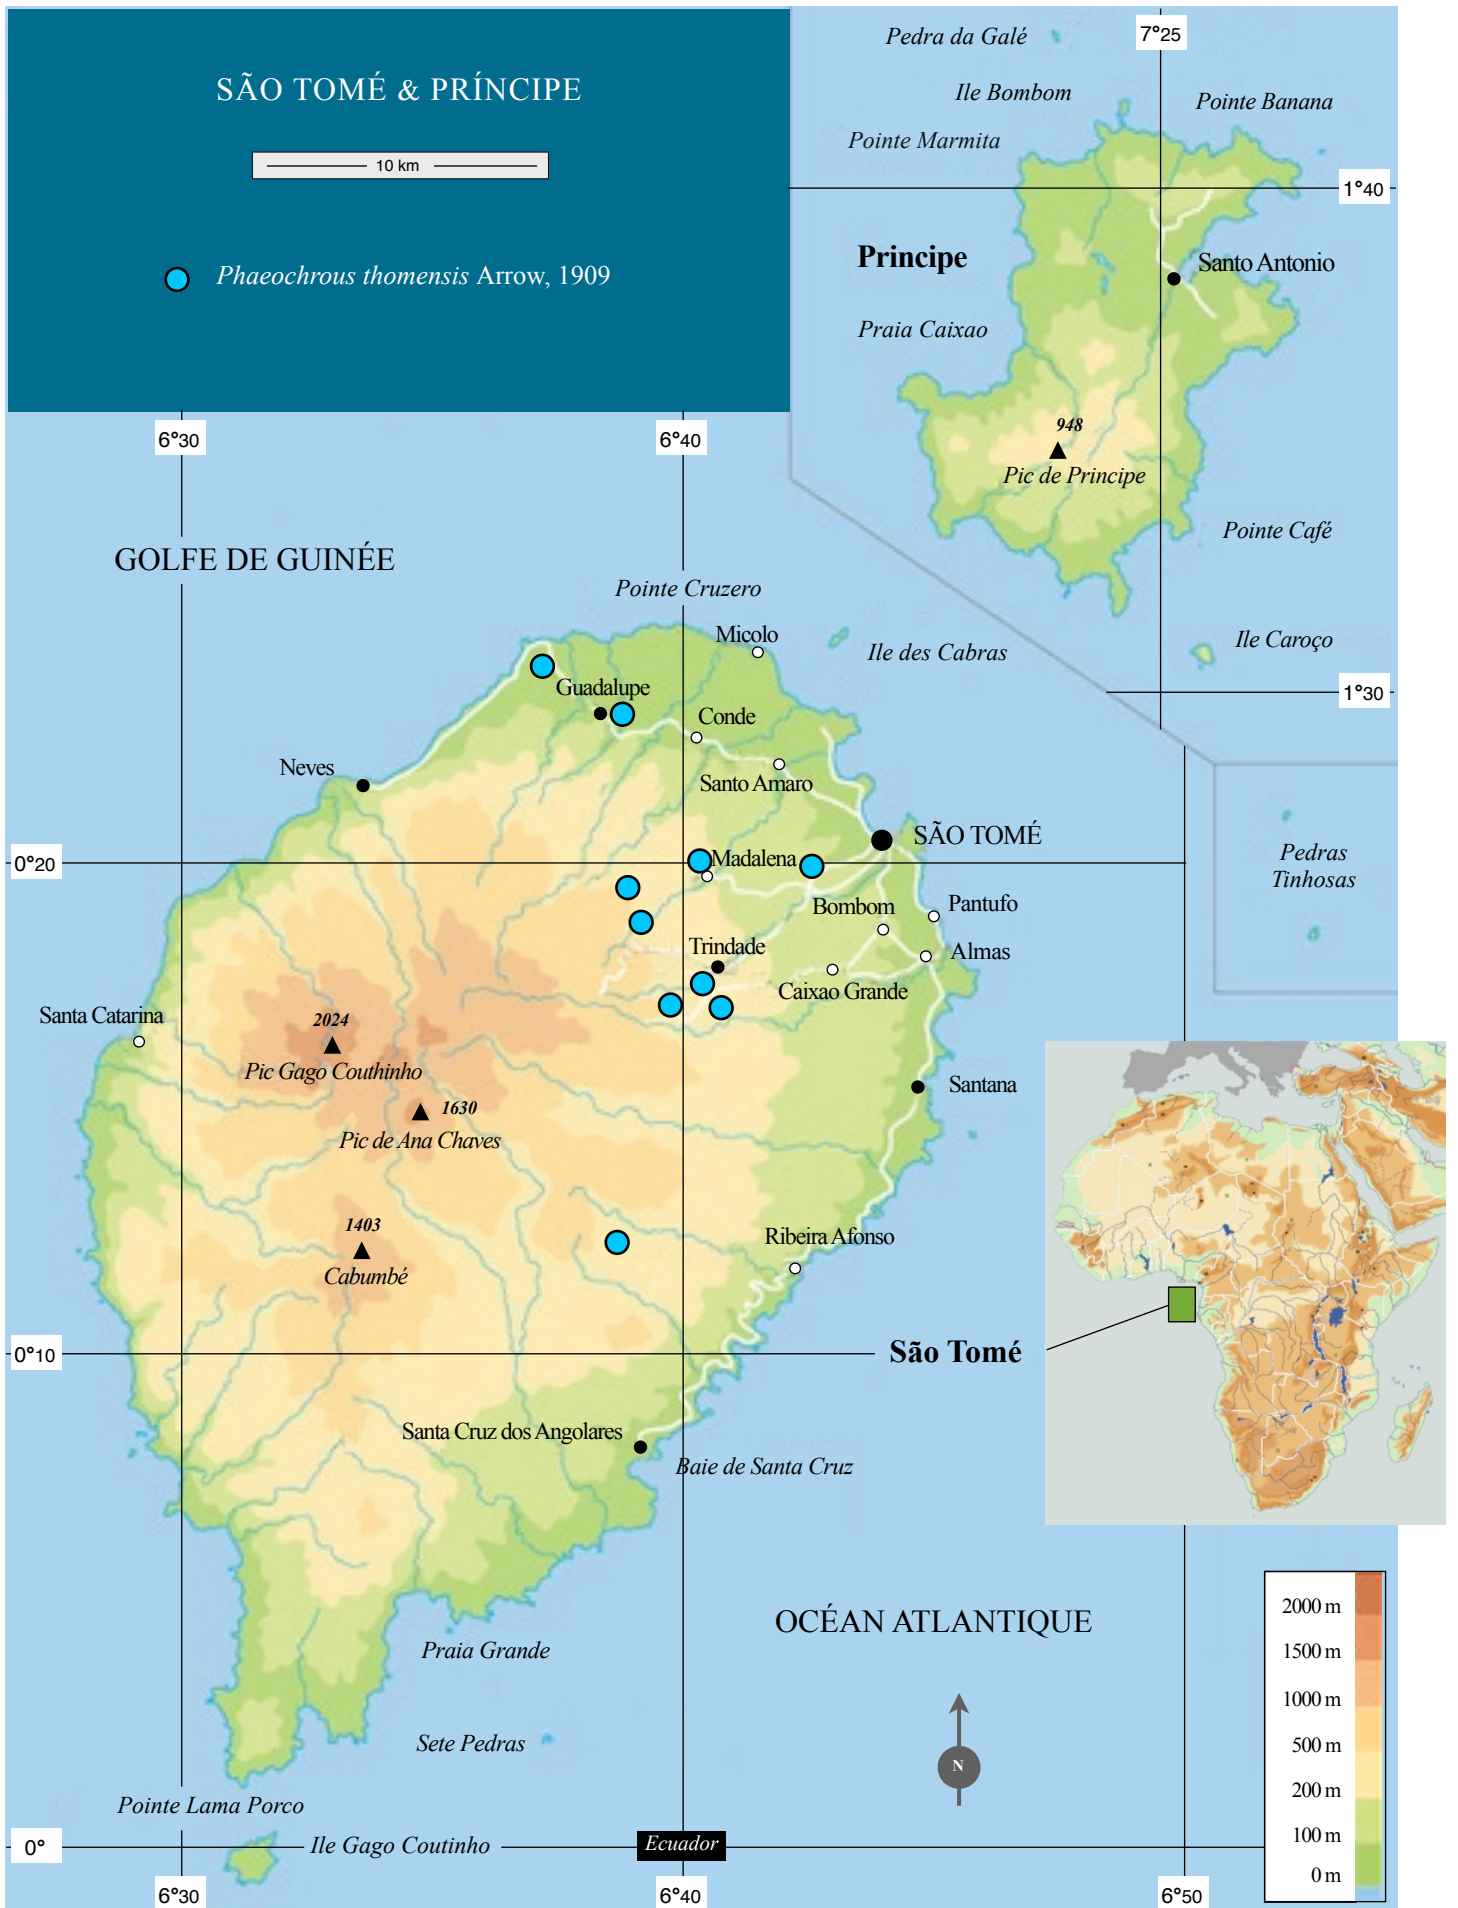 SÃO TOMÉ & PRÍNCIPE
10 km
Phaeochrous thomensis Arrow, 1909
Pedra da Galé
7°25
Ile Bombom
Pointe Banana
Pointe Marmita
1°40
Principe
Santo Antonio
Praia Caixao
948
Pic de Principe
6°30
6°40
Pointe Café
GOLFE DE GUINÉE
Pointe Cruzero
Micolo
Ile des Cabras
Ile Caroço
Guadalupe
1°30
Conde
Neves
Santo Amaro
SÃO TOMÉ
0°20
Madalena
Pedras
Tinhosas
Bombom
Pantufo
Trindade
Almas
Caixao Grande
Santa Catarina
2024
Pic Gago Couthinho
Santana
1630
Pic de Ana Chaves
1403
Cabumbé
Ribeira Afonso
0°10
São Tomé
Santa Cruz dos Angolares
Baie de Santa Cruz
OCÉAN ATLANTIQUE
2000 m
1500 m
1000 m
500 m
200 m
100 m
0 m
Praia Grande
Sete Pedras
N
Pointe Lama Porco
0°
Ile Gago Coutinho
Ecuador
6°30
6°40
6°50